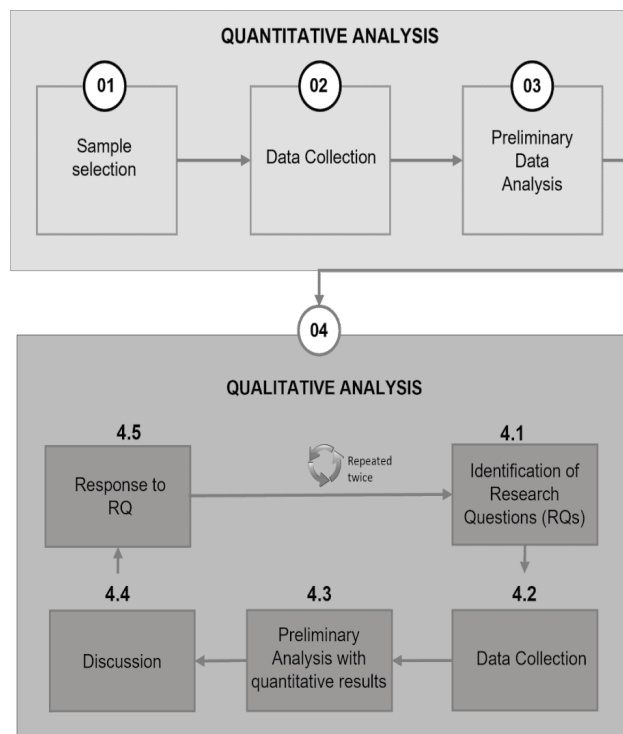 QUANTITATIVE ANALYSIS
01
Sample
selection
02
Data Collection
03
Preliminary
Data
Analysis
04
QUALITATIVE ANALYSIS
4.5
Response to
RQ
Repeated
twice
4.1
Identification of
Research
Questions (RQs)
4.4
Discussion
4.3
Preliminary
Analysis with
quantitative results
4.2
Data Collection